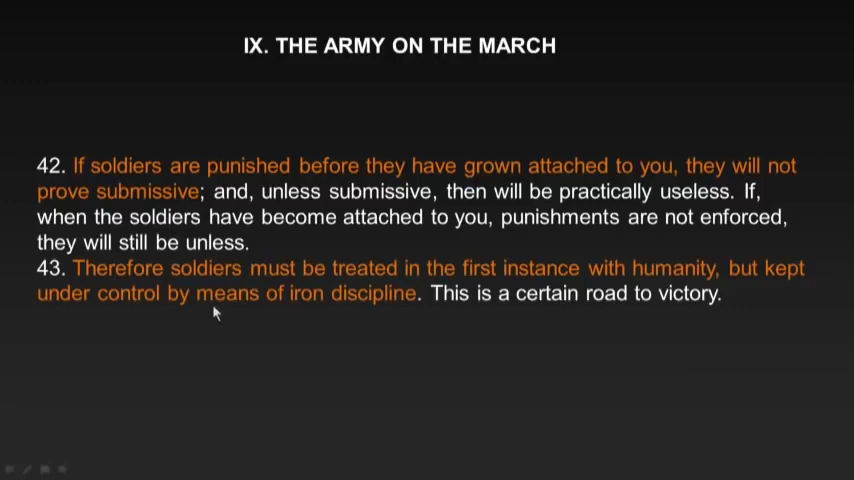 IX. THE ARMY ON THE MARCH
42. If soldiers are punished before they have grown attached to you, they will not
prove submissive; and, unless submissive, then will be practically useless. If,
when the soldiers have become attached to you, punishments are not enforced,
they will still be unless.
43. Therefore soldiers must be treated in the first instance with humanity, but kept
under control by means of iron discipline. This is a certain road to victory.